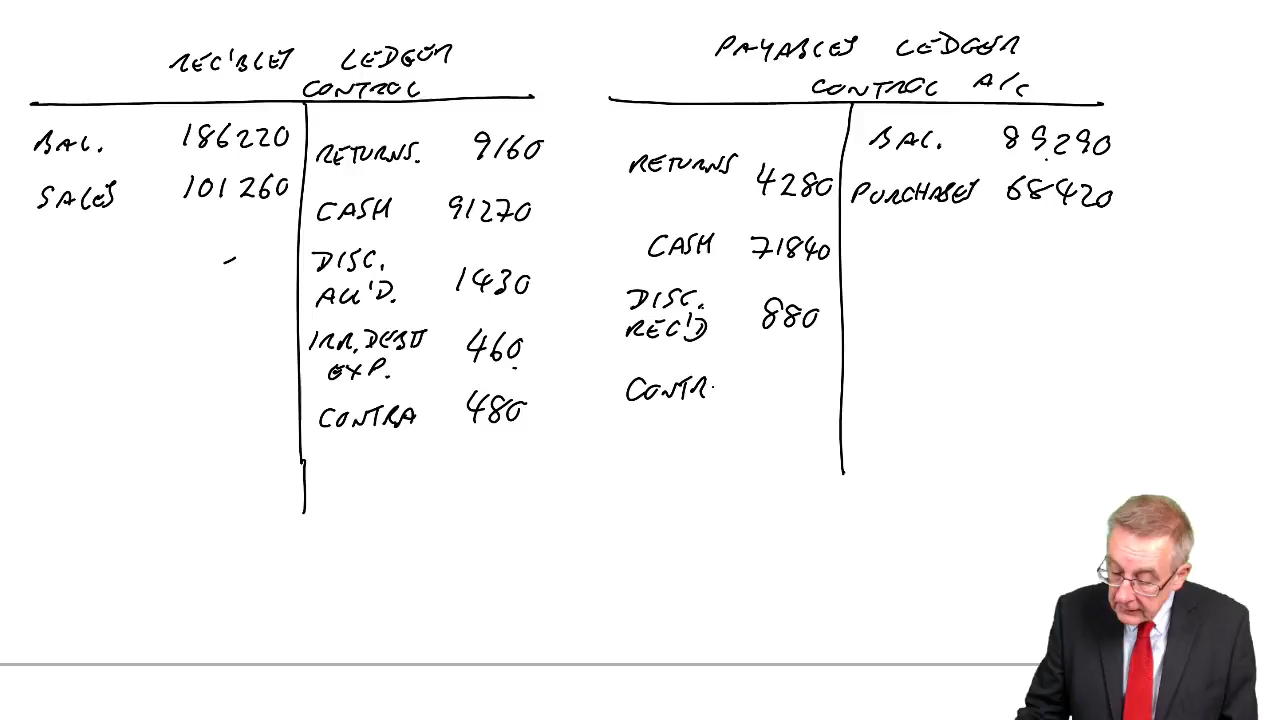 REC'BLES LEDGER
CONTROL
BAL. 186220
SALES 101260
RETURNS. 9160
CASH 91270
DISC.
ALL'D. 1430
IRR. DEBT 460
EXP.
CONTRA 480
PAYABLES LEDGER
CONTROL A/C
RETURNS
4280
CASH 71840
DISC.
REC'D 880
CONTR
BAL. 89290
PURCHASES 68420